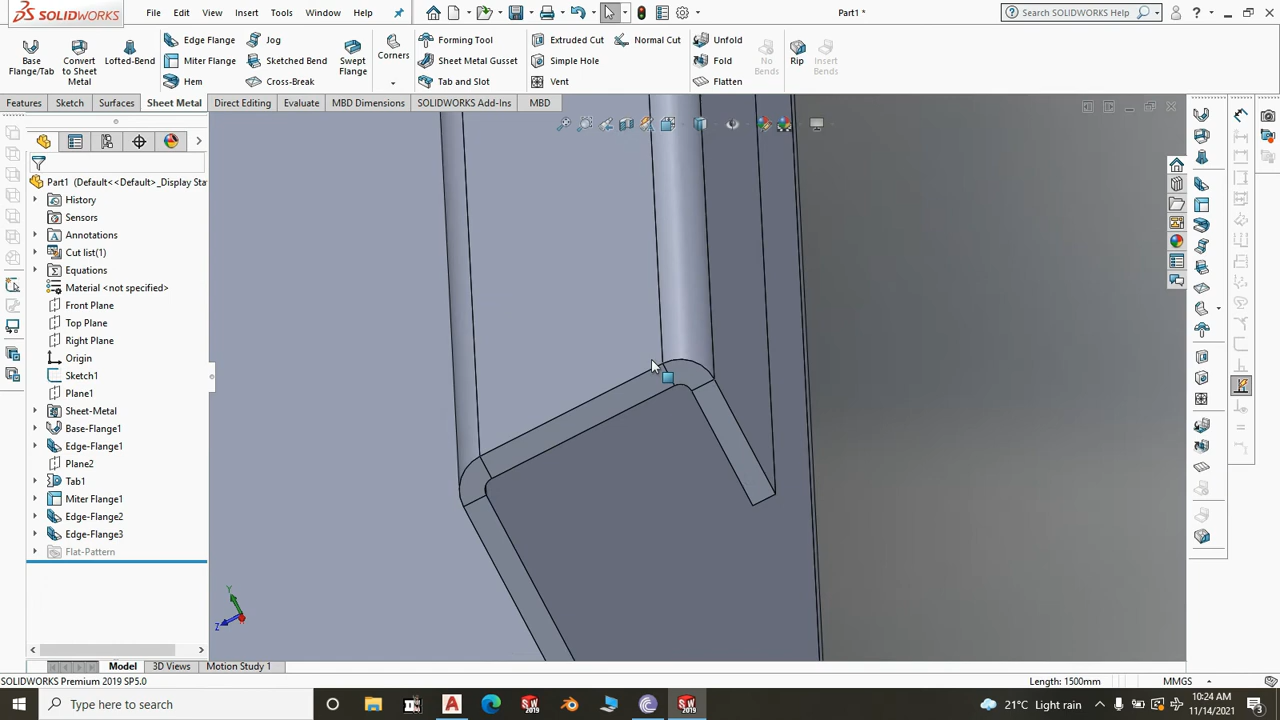 SOLIDWORKS File Edit View Insert Tools Window Help Part1 * Search SOLIDWORKS Help
Base Flange/Tab
Convert to Sheet Metal
Lofted-Bend
Edge Flange
Miter Flange
Hem
Jog
Sketched Bend
Cross-Break
Swept Flange
Corners
Forming Tool
Sheet Metal Gusset
Tab and Slot
Extruded Cut
Simple Hole
Vent
Normal Cut
Unfold
Fold
Flatten
No Bends
Rip
Insert Bends
Features Sketch Surfaces Sheet Metal Direct Editing Evaluate MBD Dimensions SOLIDWORKS Add-Ins MBD
Part1 (Default<<Default>_Display Sta
History
Sensors
Annotations
Cut list(1)
Equations
Material <not specified>
Front Plane
Top Plane
Right Plane
Origin
Sketch1
Plane1
Sheet-Metal
Base-Flange1
Edge-Flange1
Plane2
Tab1
Miter Flange1
Edge-Flange2
Edge-Flange3
Flat-Pattern
Y
Z
Model 3D Views Motion Study 1
SOLIDWORKS Premium 2019 SP5.0 Length: 1500mm MMGS
Type here to search
21°C Light rain
10:24 AM
11/14/2021